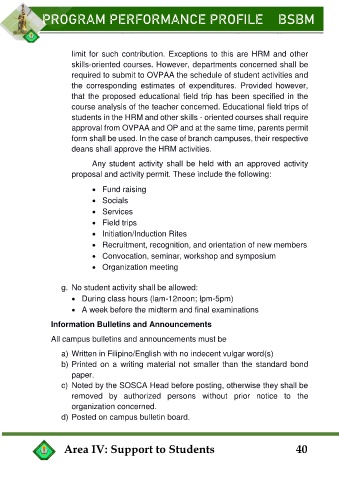 PROGRAM PERFORMANCE PROFILE BSBM
limit for such contribution. Exceptions to this are HRM and other
skills-oriented courses. However, departments concerned shall be
required to submit to OVPAA the schedule of student activities and
the corresponding estimates of expenditures. Provided however,
that the proposed educational field trip has been specified in the
course analysis of the teacher concerned. Educational field trips of
students in the HRM and other skills - oriented courses shall require
approval from OVPAA and OP and at the same time, parents permit
form shall be used. In the case of branch campuses, their respective
deans shall approve the HRM activities.
Any student activity shall be held with an approved activity
proposal and activity permit. These include the following:
• Fund raising
• Socials
• Services
• Field trips
• Initiation/Induction Rites
• Recruitment, recognition, and orientation of new members
• Convocation, seminar, workshop and symposium
• Organization meeting
g. No student activity shall be allowed:
• During class hours (lam-12noon; lpm-5pm)
• A week before the midterm and final examinations
Information Bulletins and Announcements
All campus bulletins and announcements must be
a) Written in Filipino/English with no indecent vulgar word(s)
b) Printed on a writing material not smaller than the standard bond
paper.
c) Noted by the SOSCA Head before posting, otherwise they shall be
removed by authorized persons without prior notice to the
organization concerned.
d) Posted on campus bulletin board.
Area IV: Support to Students 40